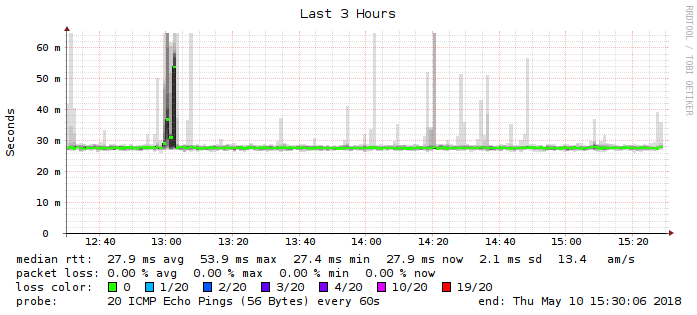 Last 3 Hours
RRDTOOL / TOBI OETIKER
Seconds
60 m
50 m
40 m
30 m
20 m
10 m
0
12:40 13:00 13:20 13:40 14:00 14:20 14:40 15:00 15:20
median rtt: 27.9 ms avg 53.9 ms max 27.4 ms min 27.9 ms now 2.1 ms sd 13.4 am/s
packet loss: 0.00 % avg 0.00 % max 0.00 % min 0.00 % now
loss color: 0 1/20 2/20 3/20 4/20 10/20 19/20
probe: 20 ICMP Echo Pings (56 Bytes) every 60s end: Thu May 10 15:30:06 2018